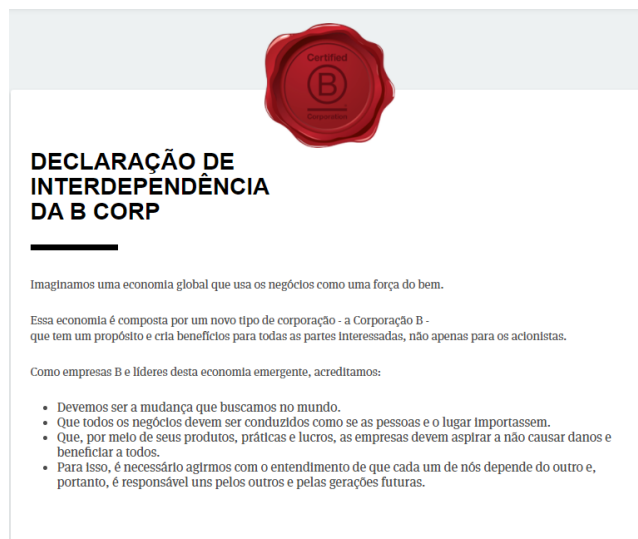 Certified
B
Corporation
DECLARAÇÃO DE
INTERDEPENDÊNCIA
DA B CORP
Imaginamos uma economia global que usa os negócios como uma força do bem.
Essa economia é composta por um novo tipo de corporação - a Corporação B -
que tem um propósito e cria benefícios para todas as partes interessadas, não apenas para os acionistas.
Como empresas B e líderes desta economia emergente, acreditamos:
• Devemos ser a mudança que buscamos no mundo.
• Que todos os negócios devem ser conduzidos como se as pessoas e o lugar importassem.
• Que, por meio de seus produtos, práticas e lucros, as empresas devem aspirar a não causar danos e
beneficiar a todos.
• Para isso, é necessário agirmos com o entendimento de que cada um de nós depende do outro e,
portanto, é responsável uns pelos outros e pelas gerações futuras.